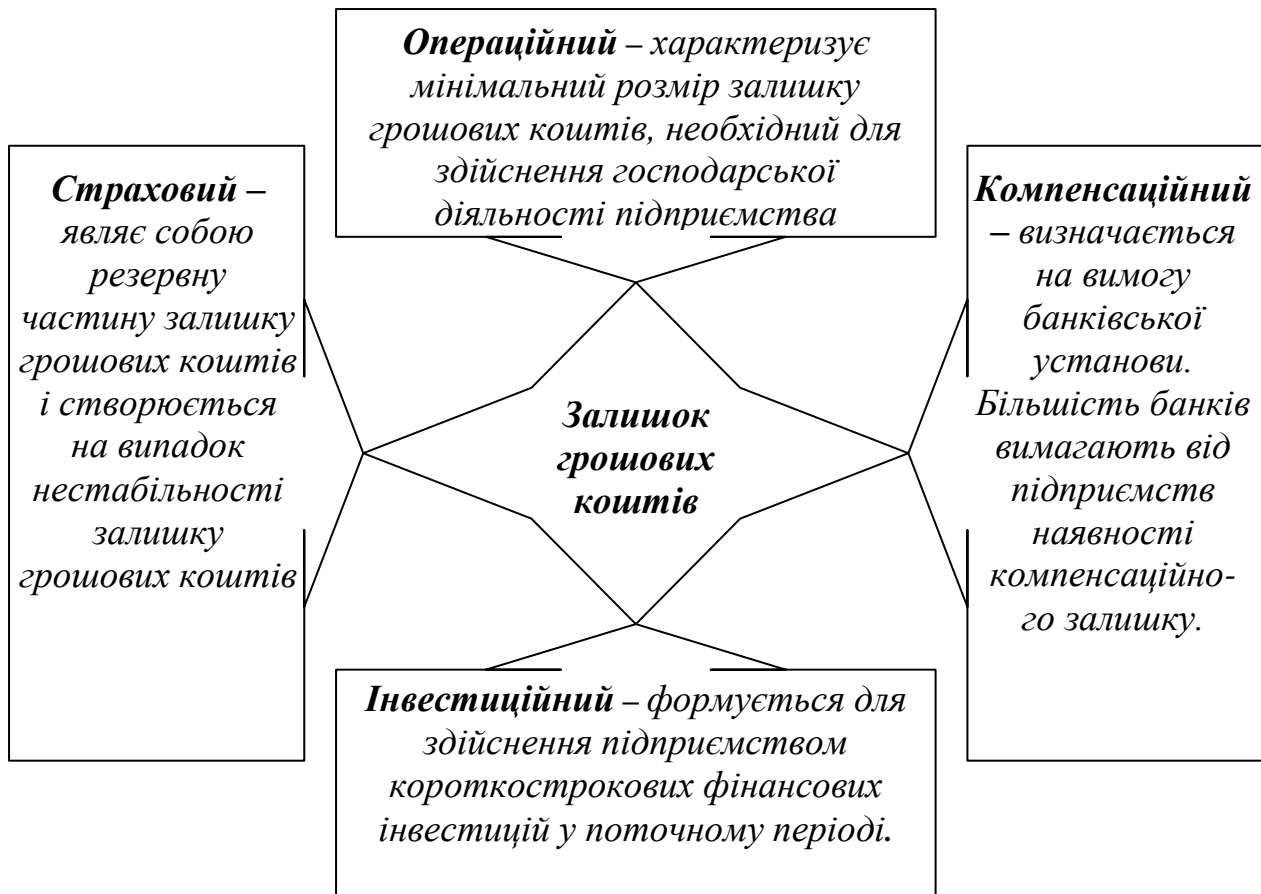 Операційний – характеризує
мінімальний розмір залишку
грошових коштів, необхідний для
здійснення господарської
діяльності підприємства
Страховий –
являє собою
резервну
частину залишку
грошових коштів
і створюється
на випадок
нестабільності
залишку
грошових коштів
Залишок
грошових
коштів
Компенсаційний
– визначається
на вимогу
банківської
установи.
Більшість банків
вимагають від
підприємств
наявності
компенсаційно-
го залишку.
Інвестиційний – формується для
здійснення підприємством
короткострокових фінансових
інвестицій у поточному періоді.